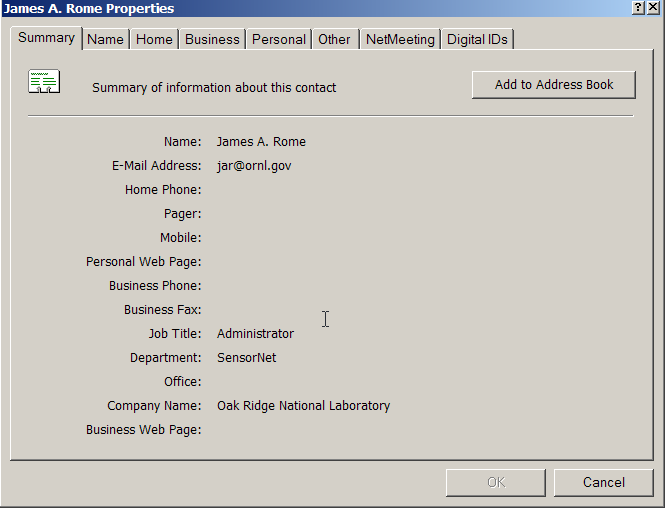 James A. Rome Properties
Summary Name Home Business Personal Other NetMeeting Digital IDs
Summary of information about this contact Add to Address Book
Name: James A. Rome
E-Mail Address: jar@ornl.gov
Home Phone:
Pager:
Mobile:
Personal Web Page:
Business Phone:
Business Fax:
Job Title: Administrator
Department: SensorNet
Office:
Company Name: Oak Ridge National Laboratory
Business Web Page:
OK Cancel